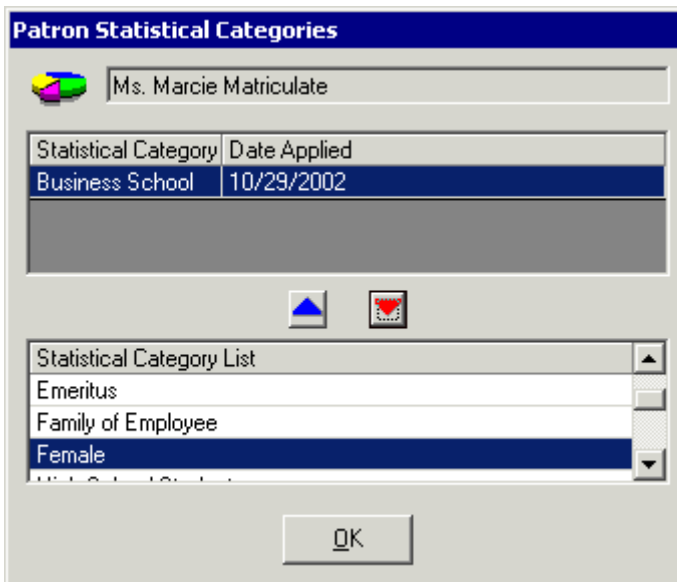 Patron Statistical Categories
Ms. Marcie Matriculate
Statistical Category Date Applied
Business School 10/29/2002
Statistical Category List
Emeritus
Family of Employee
Female
OK